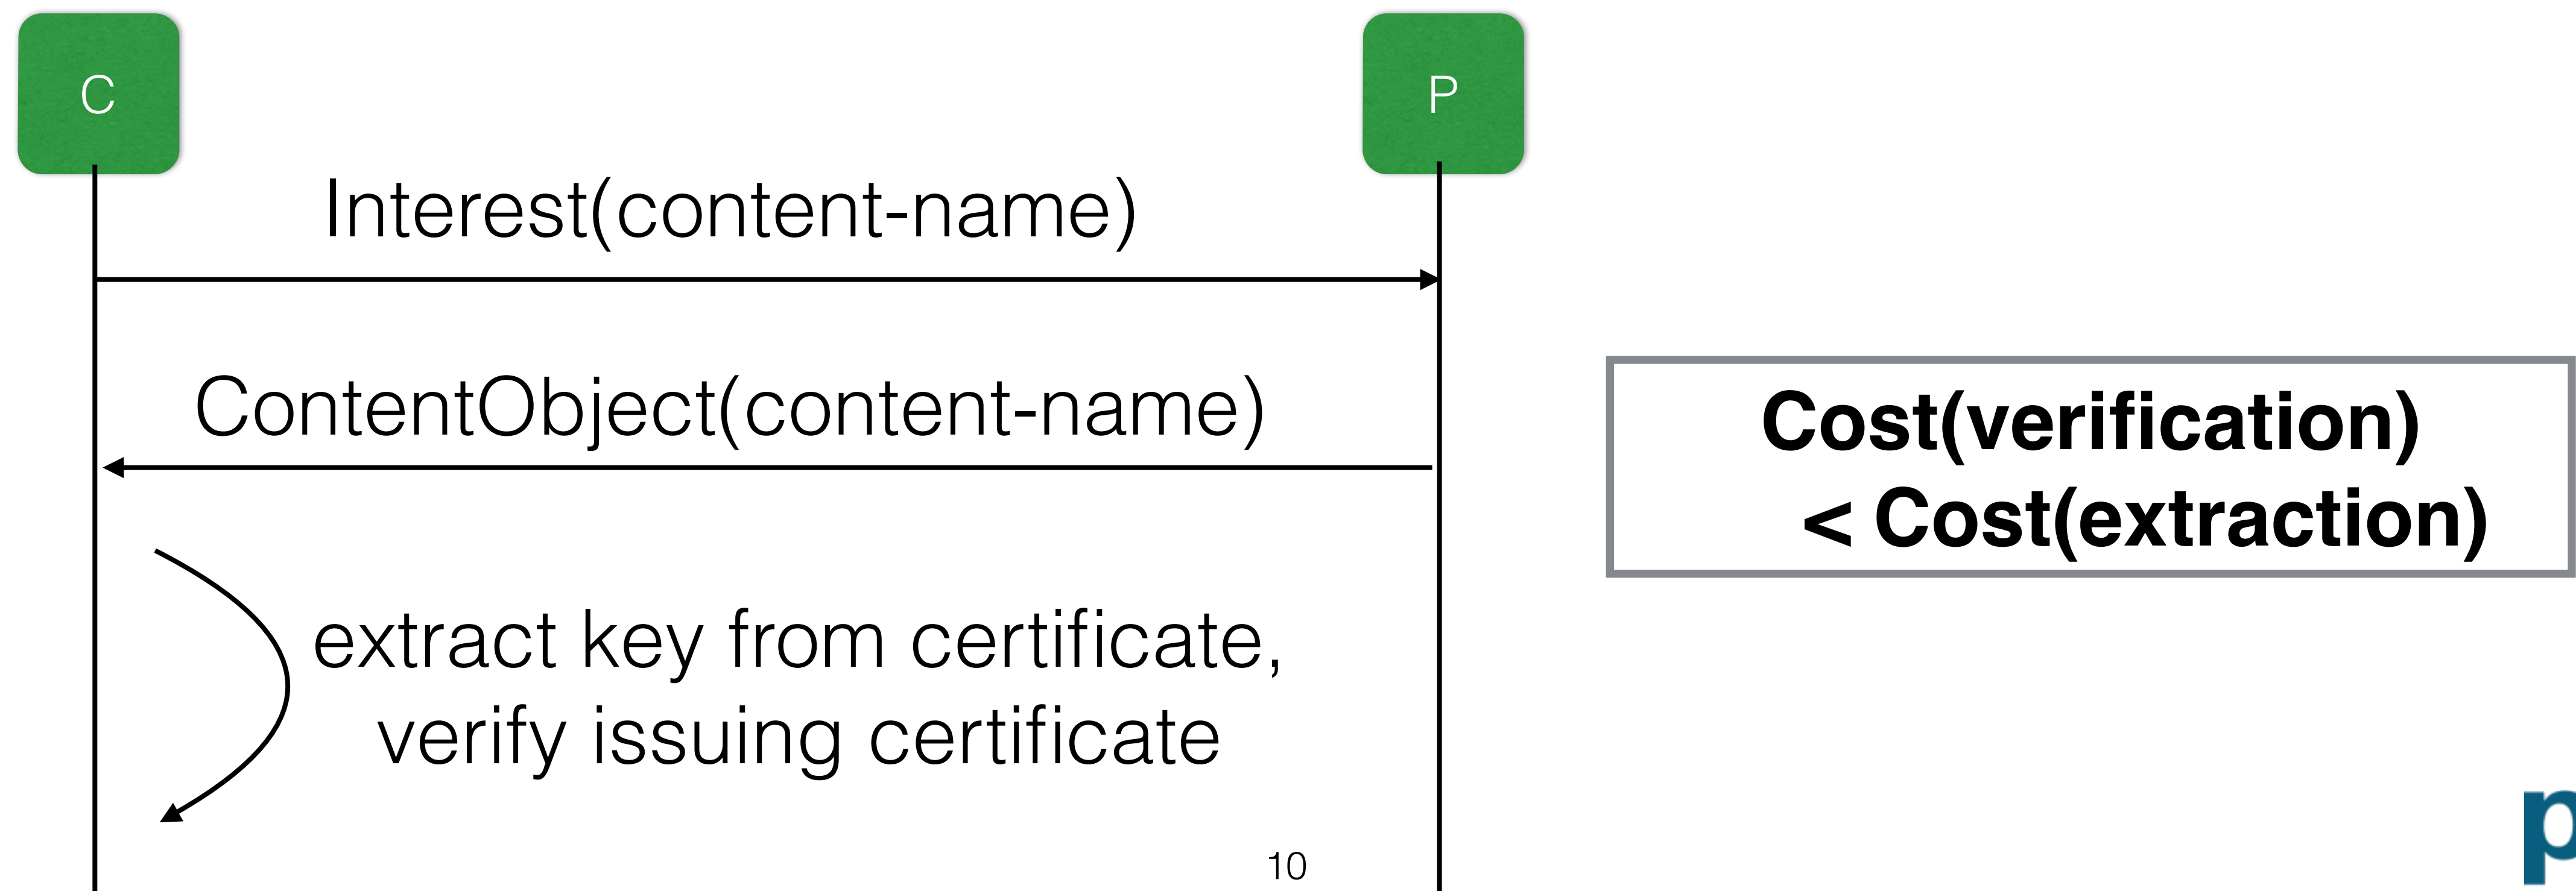 C
P
Interest(content-name)
ContentObject(content-name)
Cost(verification)
< Cost(extraction)
extract key from certificate,
verify issuing certificate
10
p